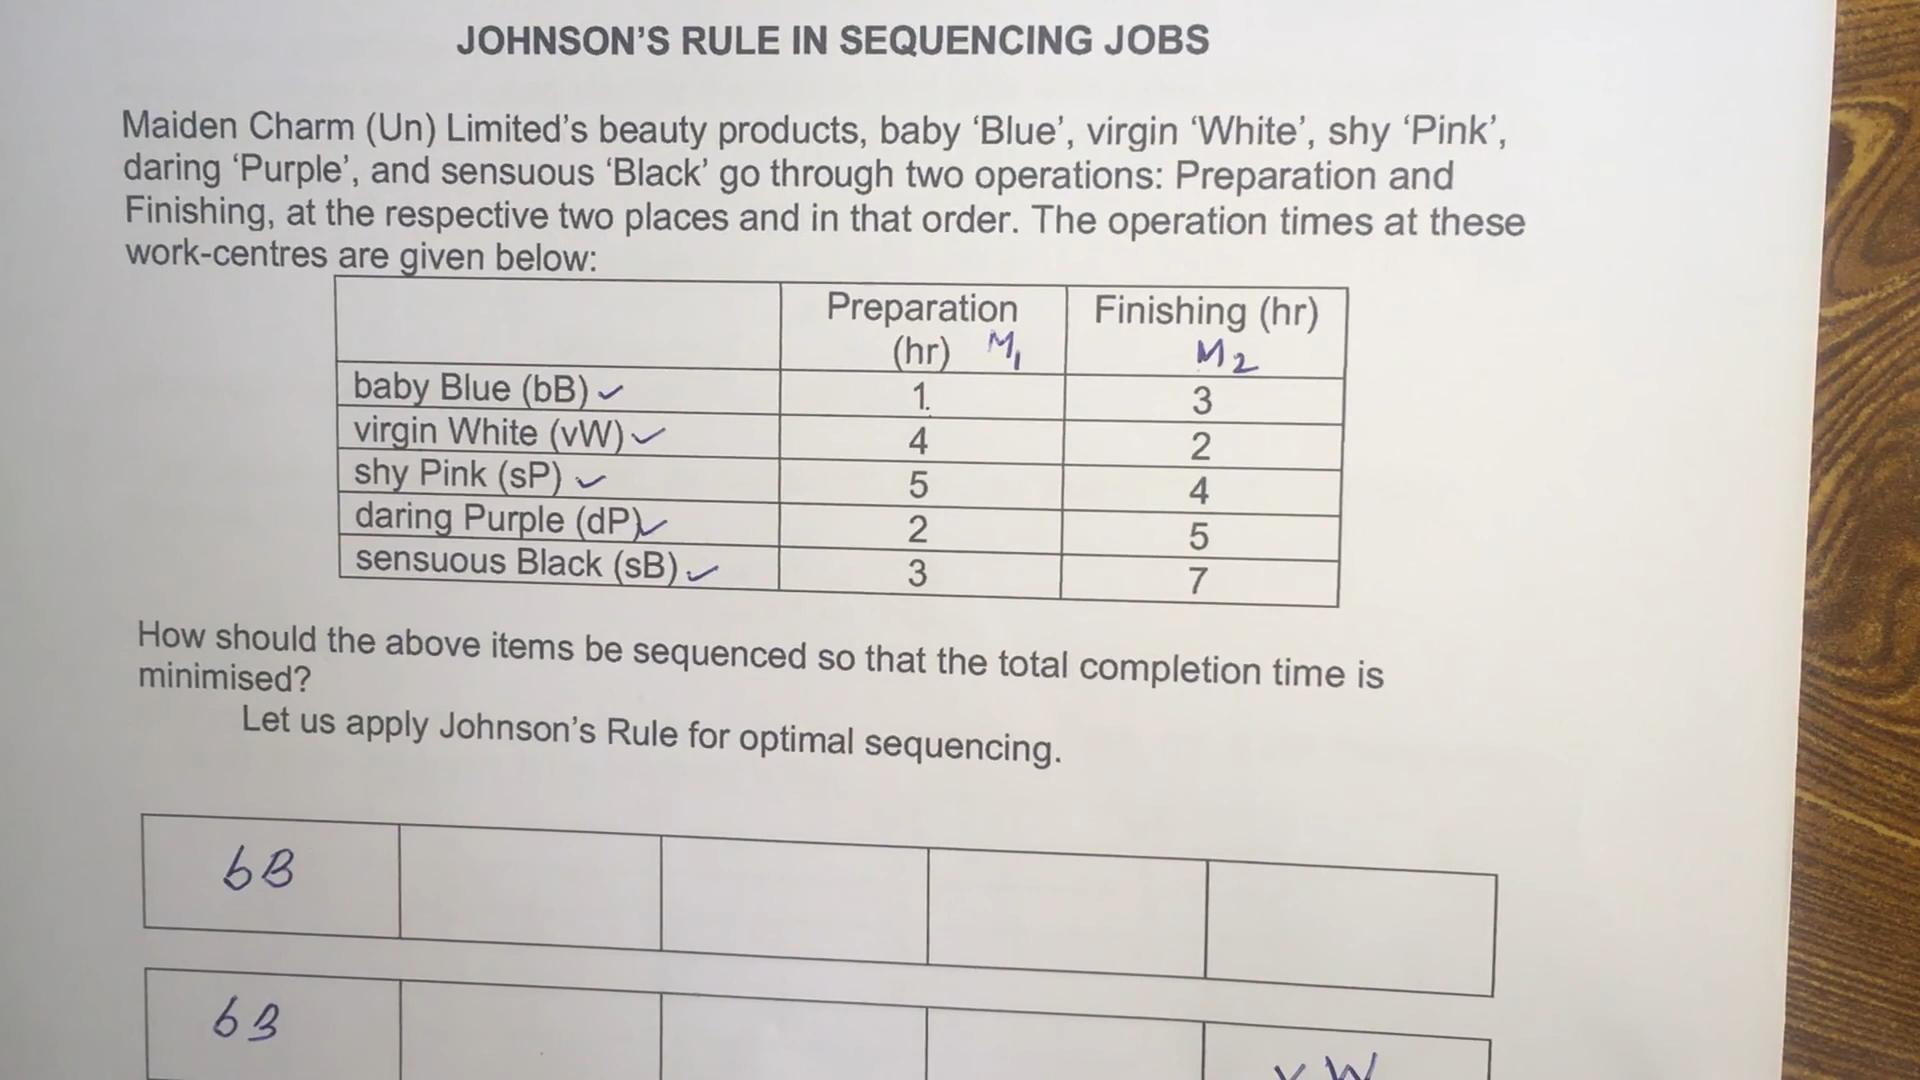 JOHNSON'S RULE IN SEQUENCING JOBS
Maiden Charm (Un) Limited's beauty products, baby 'Blue', virgin 'White', shy 'Pink',
daring 'Purple', and sensuous 'Black' go through two operations: Preparation and
Finishing, at the respective two places and in that order. The operation times at these
work-centres are given below:
Preparation (hr) M1 Finishing (hr) M2
baby Blue (bB) ✓ 1. 3
virgin White (vW) ✓ 4 2
shy Pink (sP) ✓ 5 4
daring Purple (dP) ✓ 2 5
sensuous Black (sB) ✓ 3 7
How should the above items be sequenced so that the total completion time is
minimised?
Let us apply Johnson's Rule for optimal sequencing.
bB
bB vW